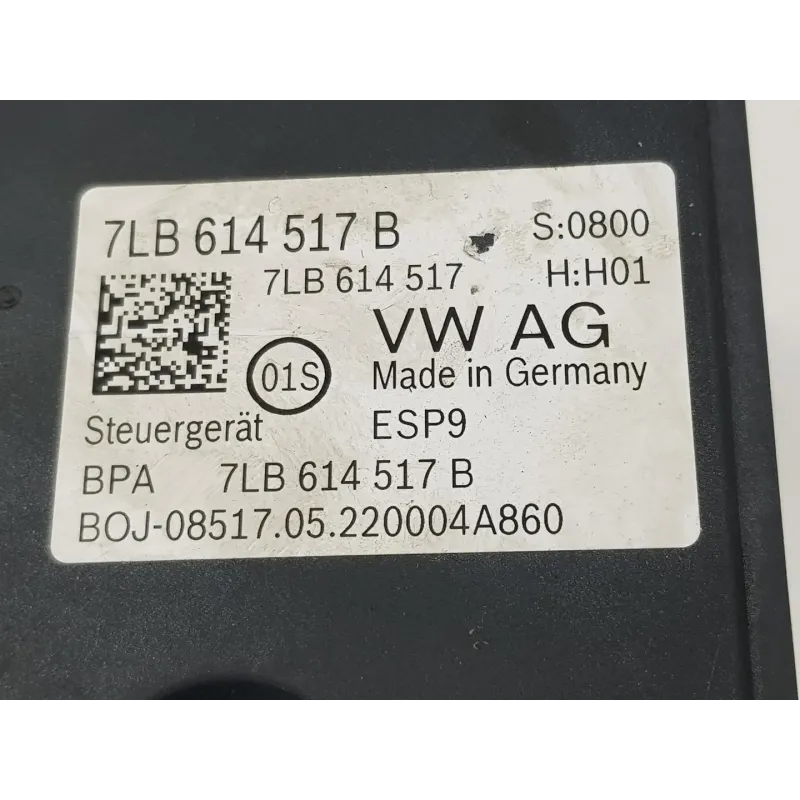 7LB 614 517 B S:0800
7LB 614 517 H:H01
VW AG
01S Made in Germany
Steuergerät ESP9
BPA 7LB 614 517 B
BOJ-08517.05.220004A860